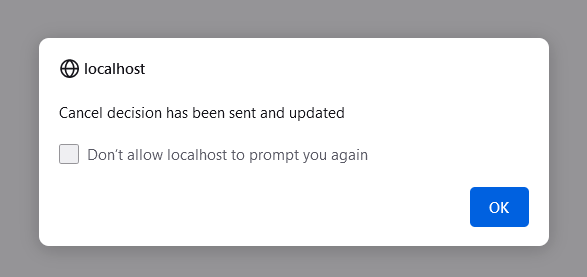 localhost
Cancel decision has been sent and updated
Don't allow localhost to prompt you again
OK